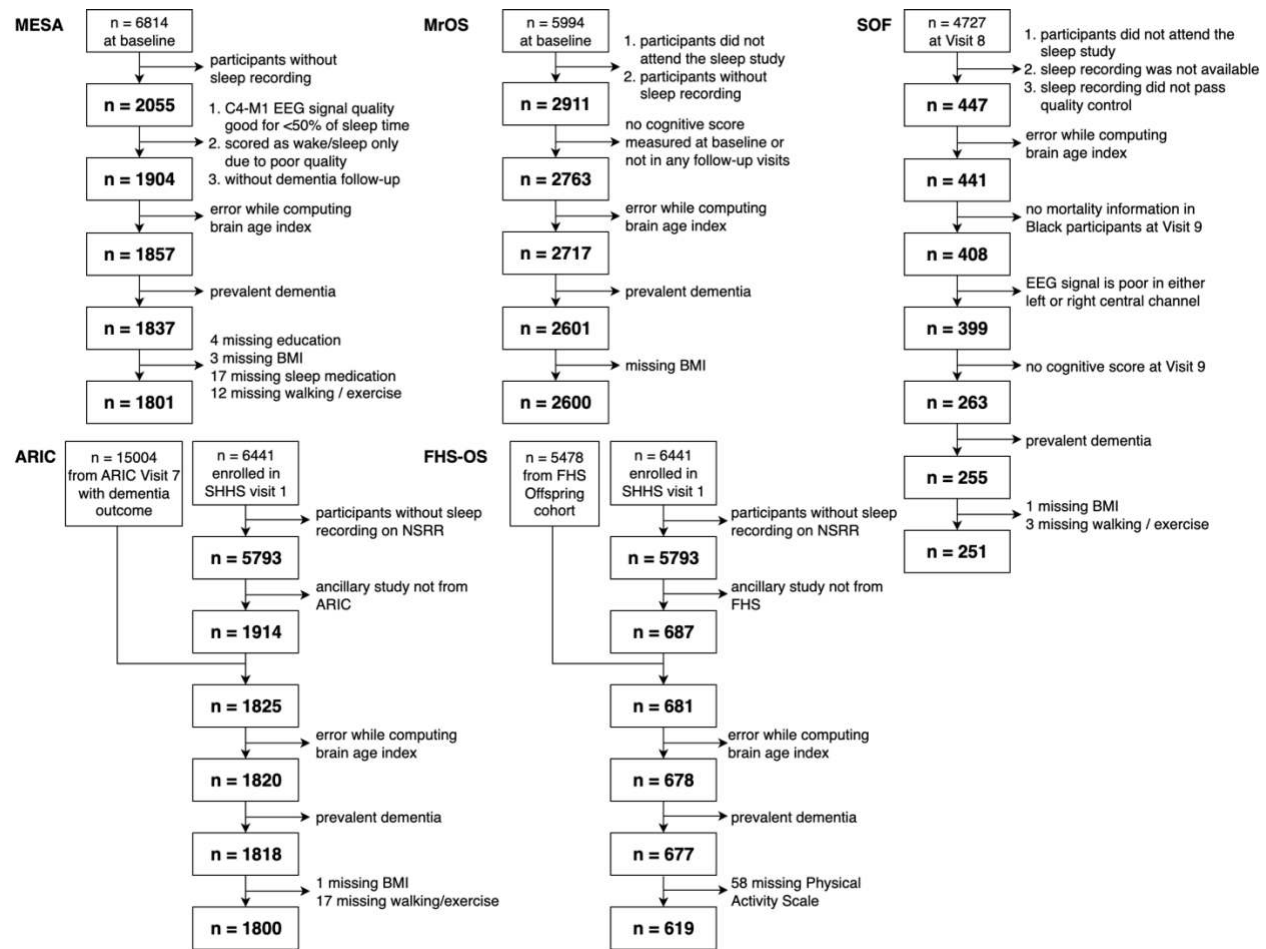 MESA
n = 6814
at baseline
participants without
sleep recording
n = 2055
1. C4-M1 EEG signal quality
good for <50% of sleep time
2. scored as wake/sleep only
due to poor quality
3. without dementia follow-up
n = 1904
error while computing
brain age index
n = 1857
prevalent dementia
n = 1837
4 missing education
3 missing BMI
17 missing sleep medication
12 missing walking / exercise
n = 1801
MrOS
n = 5994
at baseline
1. participants did not
attend the sleep study
2. participants without
sleep recording
n = 2911
no cognitive score
measured at baseline or
not in any follow-up visits
n = 2763
error while computing
brain age index
n = 2717
prevalent dementia
n = 2601
missing BMI
n = 2600
SOF
n = 4727
at Visit 8
1. participants did not attend the
sleep study
2. sleep recording was not available
3. sleep recording did not pass
quality control
n = 447
error while computing
brain age index
n = 441
no mortality information in
Black participants at Visit 9
n = 408
EEG signal is poor in either
left or right central channel
n = 399
no cognitive score at Visit 9
n = 263
prevalent dementia
n = 255
1 missing BMI
3 missing walking / exercise
n = 251
ARIC
n = 15004
from ARIC Visit 7
with dementia
outcome
n = 6441
enrolled in
SHHS visit 1
participants without sleep
recording on NSRR
n = 5793
ancillary study not from
ARIC
n = 1914
n = 1825
error while computing
brain age index
n = 1820
prevalent dementia
n = 1818
1 missing BMI
17 missing walking/exercise
n = 1800
FHS-OS
n = 5478
from FHS
Offspring
cohort
n = 6441
enrolled in
SHHS visit 1
participants without sleep
recording on NSRR
n = 5793
ancillary study not from
FHS
n = 687
n = 681
error while computing
brain age index
n = 678
prevalent dementia
n = 677
58 missing Physical
Activity Scale
n = 619